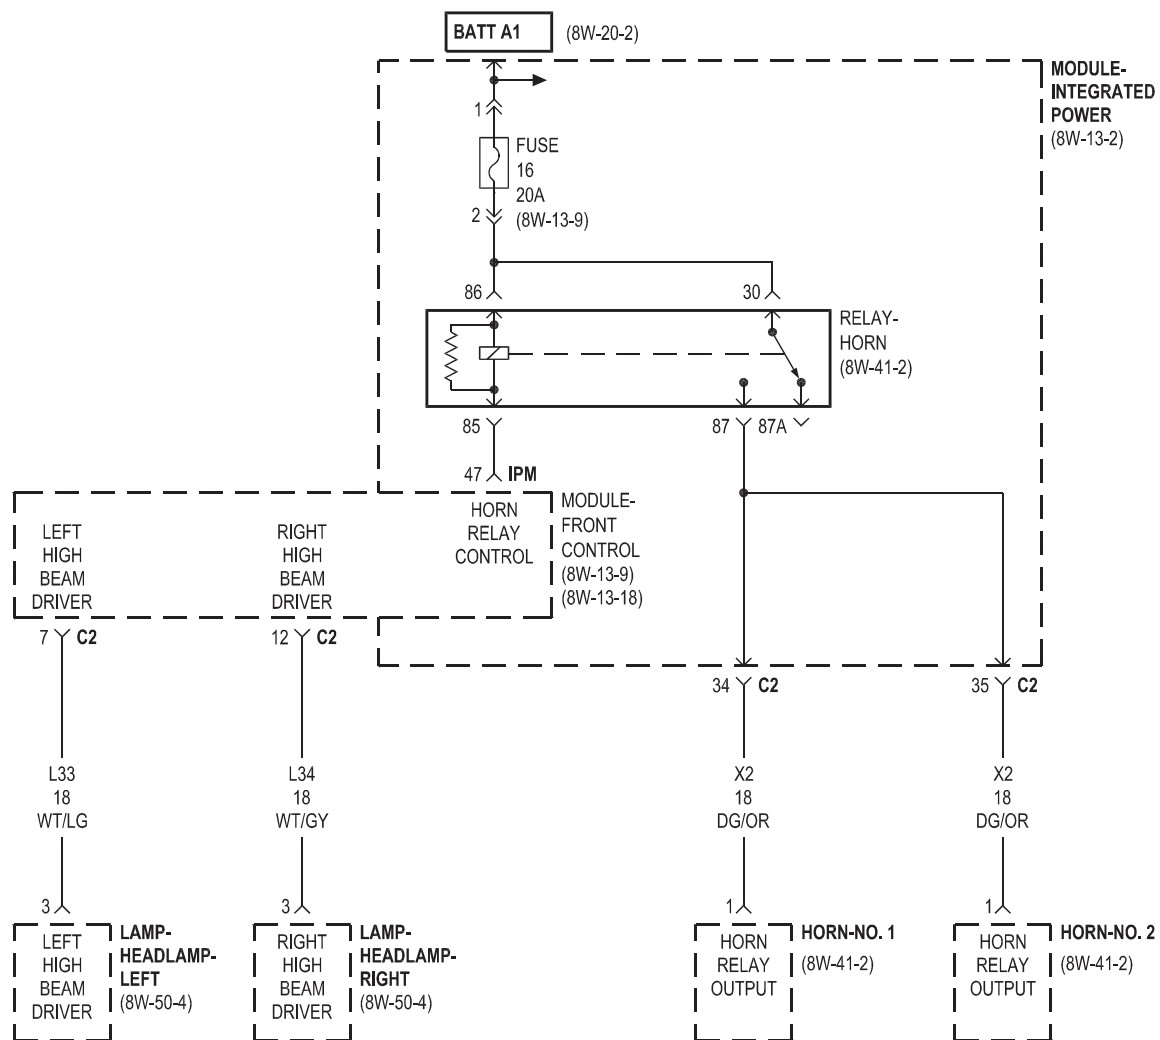 BATT A1 (8W-20-2)
MODULE-
INTEGRATED
POWER
(8W-13-2)
1
FUSE
16
20A
(8W-13-9)
2
86
30
RELAY-
HORN
(8W-41-2)
85
87
87A
47 IPM
HORN
RELAY
CONTROL
MODULE-
FRONT
CONTROL
(8W-13-9)
(8W-13-18)
LEFT
HIGH
BEAM
DRIVER
RIGHT
HIGH
BEAM
DRIVER
7 C2
12 C2
34 C2
35 C2
L33
18
WT/LG
L34
18
WT/GY
X2
18
DG/OR
X2
18
DG/OR
3
3
1
1
LEFT
HIGH
BEAM
DRIVER
LAMP-
HEADLAMP-
LEFT
(8W-50-4)
RIGHT
HIGH
BEAM
DRIVER
LAMP-
HEADLAMP-
RIGHT
(8W-50-4)
HORN
RELAY
OUTPUT
HORN-NO. 1
(8W-41-2)
HORN
RELAY
OUTPUT
HORN-NO. 2
(8W-41-2)